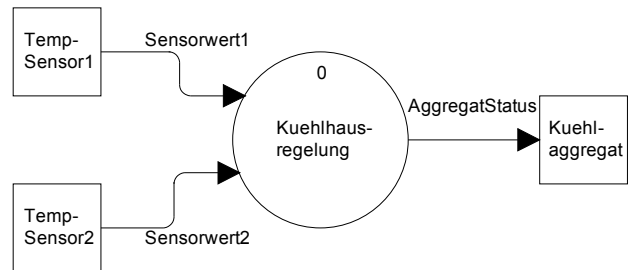 Temp-
Sensor1
Sensorwert1
0
Kuehlhaus-
regelung
AggregatStatus
Kuehl-
aggregat
Temp-
Sensor2
Sensorwert2